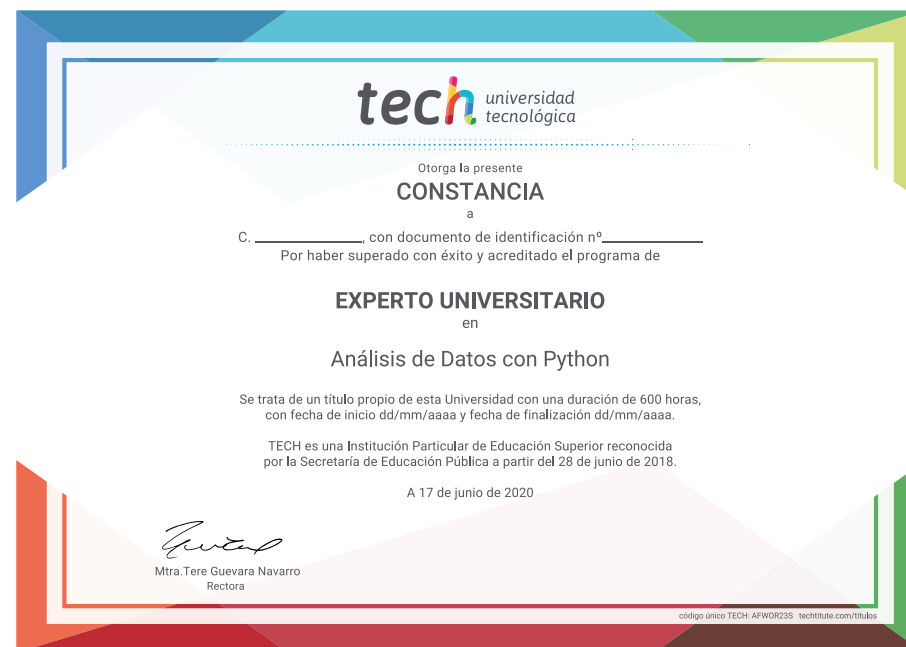 tech universidad
tecnológica
Otorga la presente
CONSTANCIA
a
C. ____________, con documento de identificación nº____________
Por haber superado con éxito y acreditado el programa de
EXPERTO UNIVERSITARIO
en
Análisis de Datos con Python
Se trata de un título propio de esta Universidad con una duración de 600 horas,
con fecha de inicio dd/mm/aaaa y fecha de finalización dd/mm/aaaa.
TECH es una Institución Particular de Educación Superior reconocida
por la Secretaría de Educación Pública a partir del 28 de junio de 2018.
A 17 de junio de 2020
Mtra.Tere Guevara Navarro
Rectora
código único TECH: AFWOR23S techtitute.com/titulos